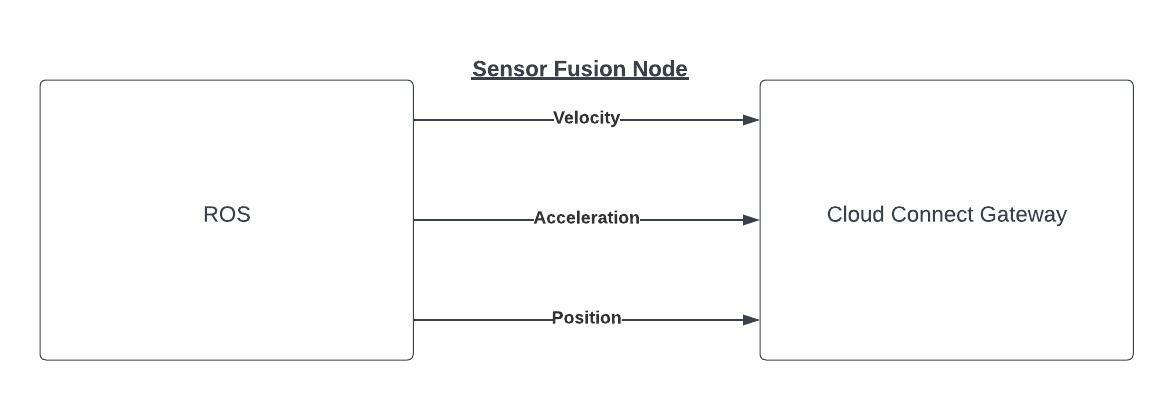 Sensor Fusion Node
Velocity
ROS
Cloud Connect Gateway
Acceleration
Position